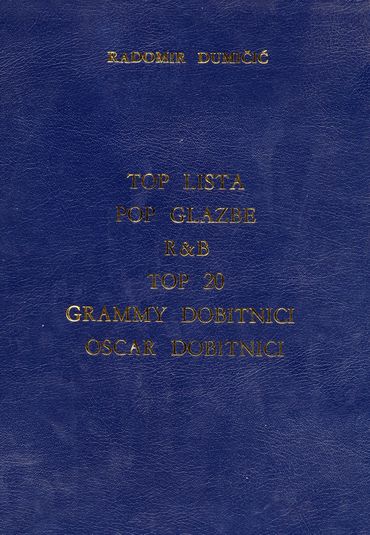 RADOMIR DUMIČIĆ
TOP LISTA
POP GLAZBE
R&B
TOP 20
GRAMMY DOBITNICI
OSCAR DOBITNICI